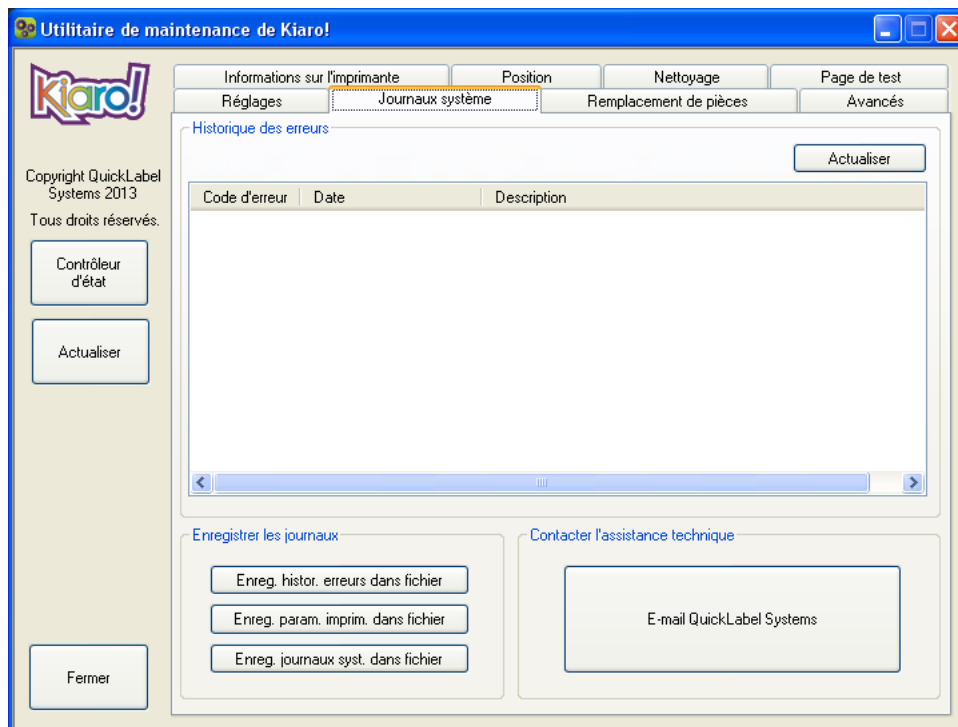 Utilitaire de maintenance de Kiaro!
Kiaro!
Copyright QuickLabel
Systems 2013
Tous droits réservés.
Contrôleur
d'état
Actualiser
Fermer
Informations sur l'imprimante
Position
Nettoyage
Page de test
Réglages
Journaux système
Remplacement de pièces
Avancés
Historique des erreurs
Actualiser
Code d'erreur
Date
Description
Enregistrer les journaux
Enreg. histor. erreurs dans fichier
Enreg. param. imprim. dans fichier
Enreg. journaux syst. dans fichier
Contacter l'assistance technique
E-mail QuickLabel Systems